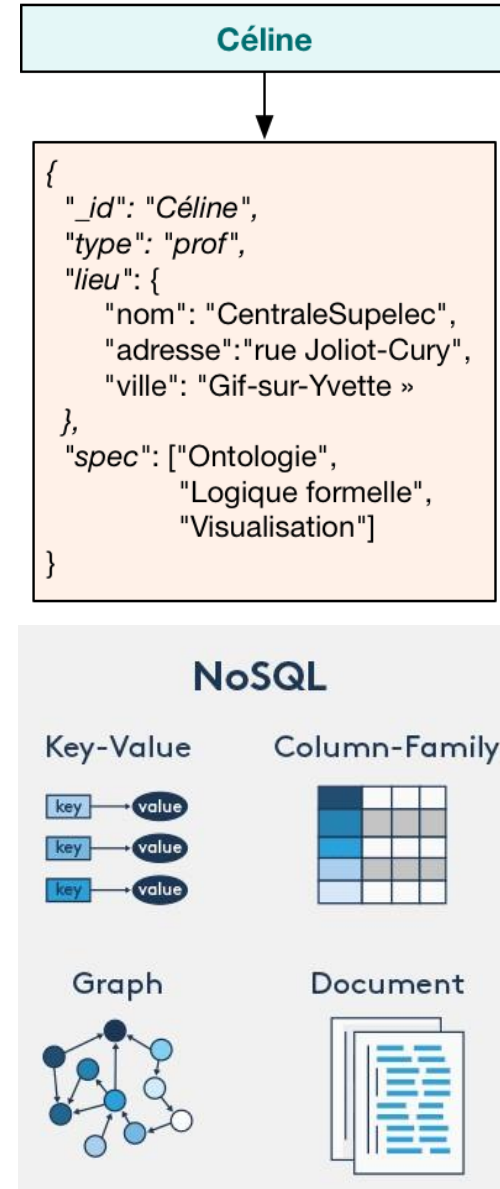 Céline
{
"_id": "Céline",
"type": "prof",
"lieu": {
"nom": "CentraleSupelec",
"adresse":"rue Joliot-Cury",
"ville": "Gif-sur-Yvette »
},
"spec": ["Ontologie",
"Logique formelle",
"Visualisation"]
}
NoSQL
Key-Value Column-Family
key value
key value
key value
Graph Document